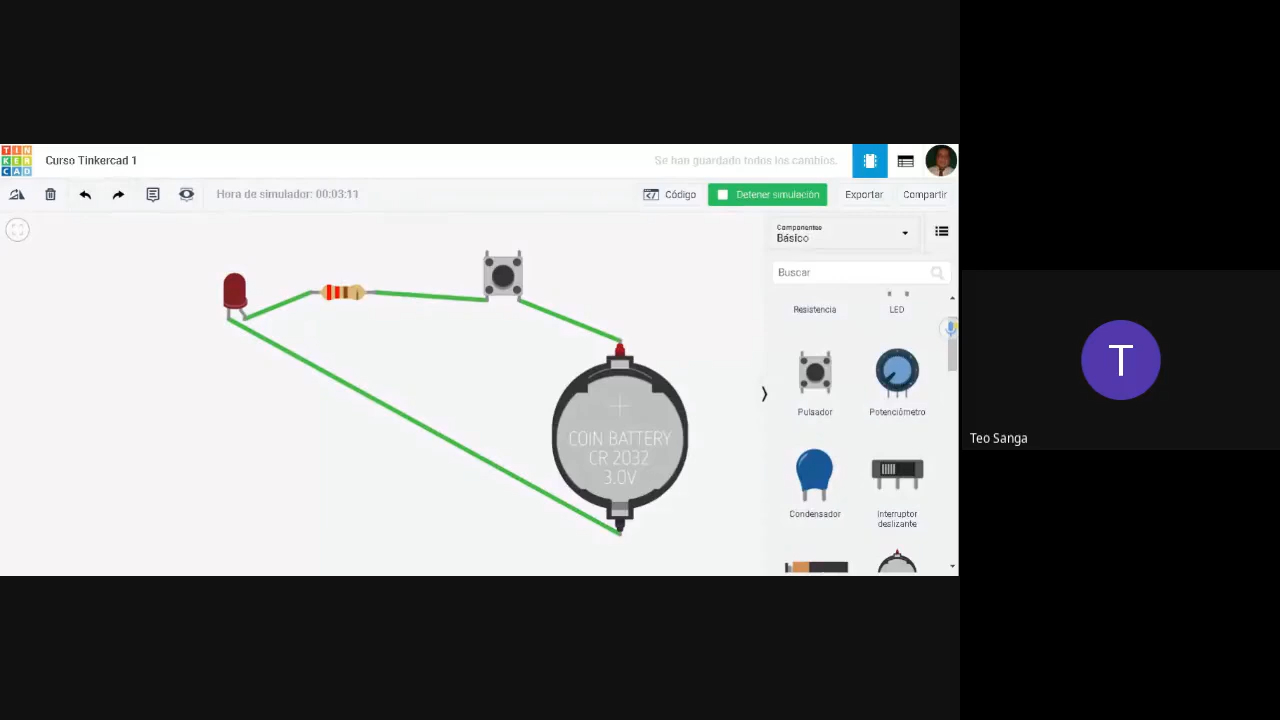 TIN
KER
CAD
Curso Tinkercad 1
Se han guardado todos los cambios.
Hora de simulador: 00:03:11
Código
Detener simulación
Exportar
Compartir
Componentes
Básico
Buscar
Resistencia
LED
Pulsador
Potenciómetro
Condensador
Interruptor
deslizante
COIN BATTERY
CR 2032
3.0V
T
Teo Sanga